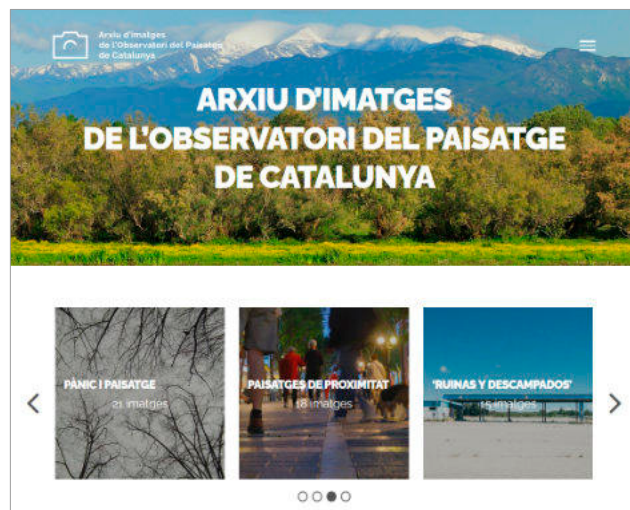 Arxiu d'imatges
de l'Observatori del Paisatge
de Catalunya
ARXIU D'IMATGES
DE L'OBSERVATORI DEL PAISATGE
DE CATALUNYA
PÀNIC I PAISATGE
21 imatges
PAISATGES DE PROXIMITAT
18 imatges
'RUINAS Y DESCAMPADOS'
15 imatges